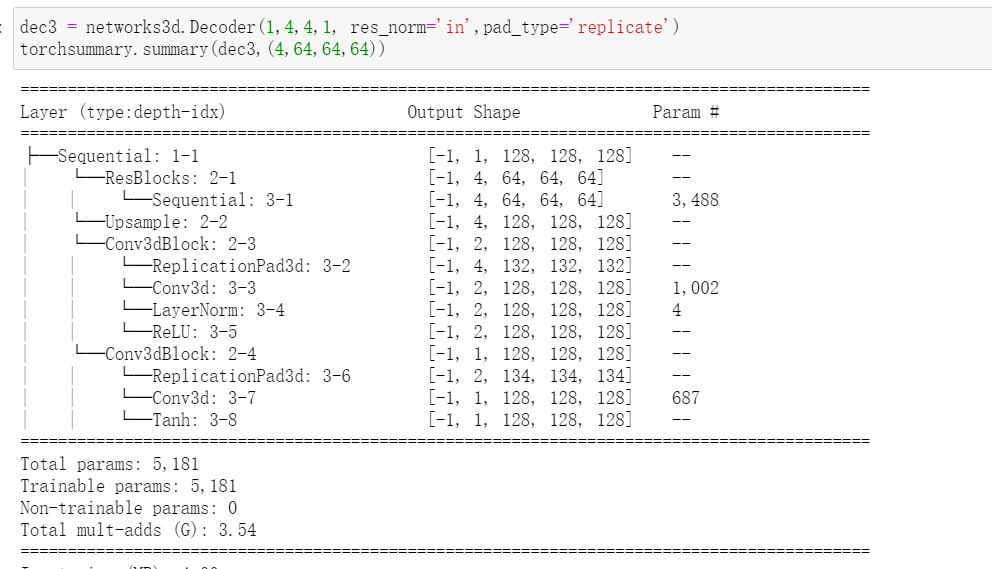 dec3 = networks3d.Decoder(1,4,4,1, res_norm='in',pad_type='replicate')
torchsummary.summary(dec3,(4,64,64,64))
==========================================================================================
Layer (type:depth-idx) Output Shape Param #
==========================================================================================
├─Sequential: 1-1 [-1, 1, 128, 128, 128] --
| └─ResBlocks: 2-1 [-1, 4, 64, 64, 64] --
| | └─Sequential: 3-1 [-1, 4, 64, 64, 64] 3,488
| └─Upsample: 2-2 [-1, 4, 128, 128, 128] --
| └─Conv3dBlock: 2-3 [-1, 2, 128, 128, 128] --
| | └─ReplicationPad3d: 3-2 [-1, 4, 132, 132, 132] --
| | └─Conv3d: 3-3 [-1, 2, 128, 128, 128] 1,002
| | └─LayerNorm: 3-4 [-1, 2, 128, 128, 128] 4
| | └─ReLU: 3-5 [-1, 2, 128, 128, 128] --
| └─Conv3dBlock: 2-4 [-1, 1, 128, 128, 128] --
| | └─ReplicationPad3d: 3-6 [-1, 2, 134, 134, 134] --
| | └─Conv3d: 3-7 [-1, 1, 128, 128, 128] 687
| | └─Tanh: 3-8 [-1, 1, 128, 128, 128] --
==========================================================================================
Total params: 5,181
Trainable params: 5,181
Non-trainable params: 0
Total mult-adds (G): 3.54
==========================================================================================